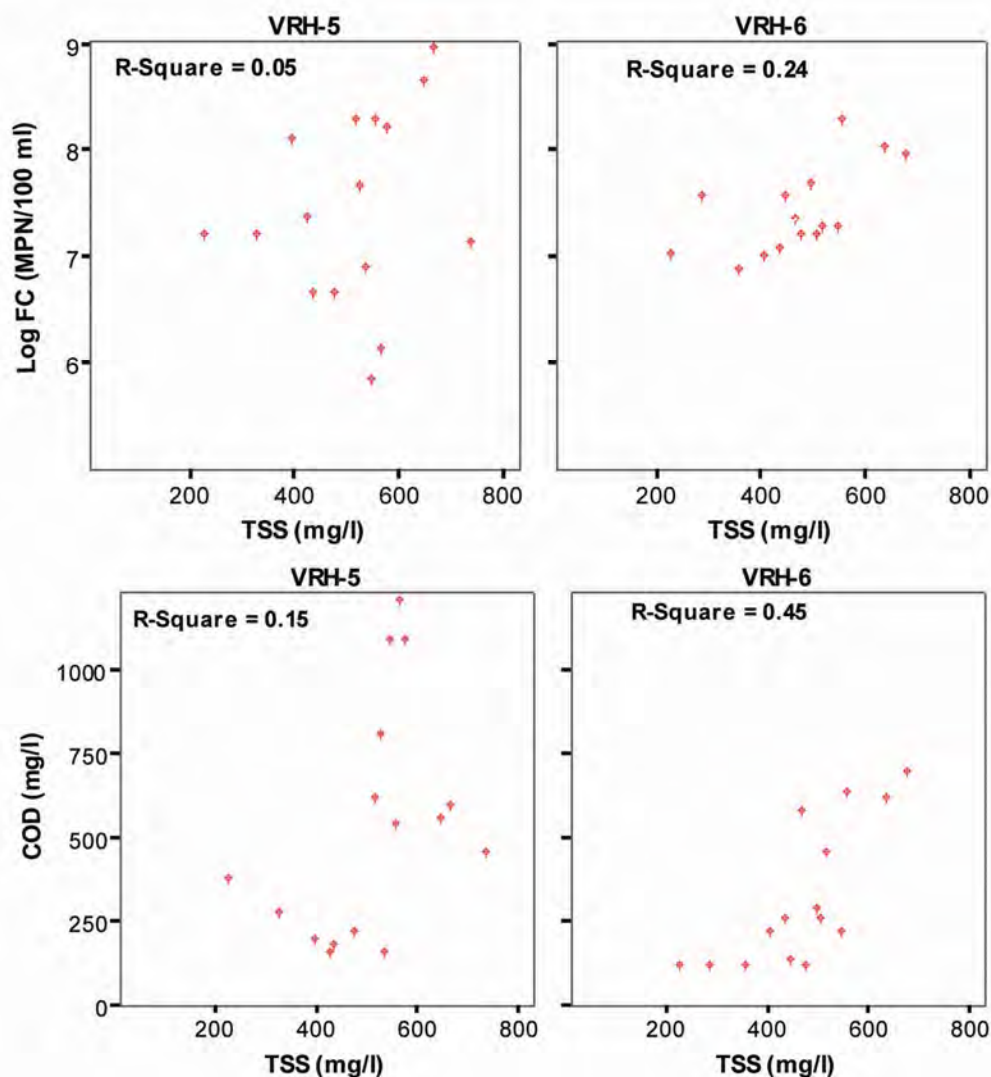 VRH-5
VRH-6
9
R-Square = 0.05
R-Square = 0.24
8
7
6
Log FC (MPN/100 ml)
200 400 600 800
200 400 600 800
TSS (mg/l)
TSS (mg/l)
VRH-5
VRH-6
R-Square = 0.15
R-Square = 0.45
1000
750
500
250
0
COD (mg/l)
200 400 600 800
200 400 600 800
TSS (mg/l)
TSS (mg/l)